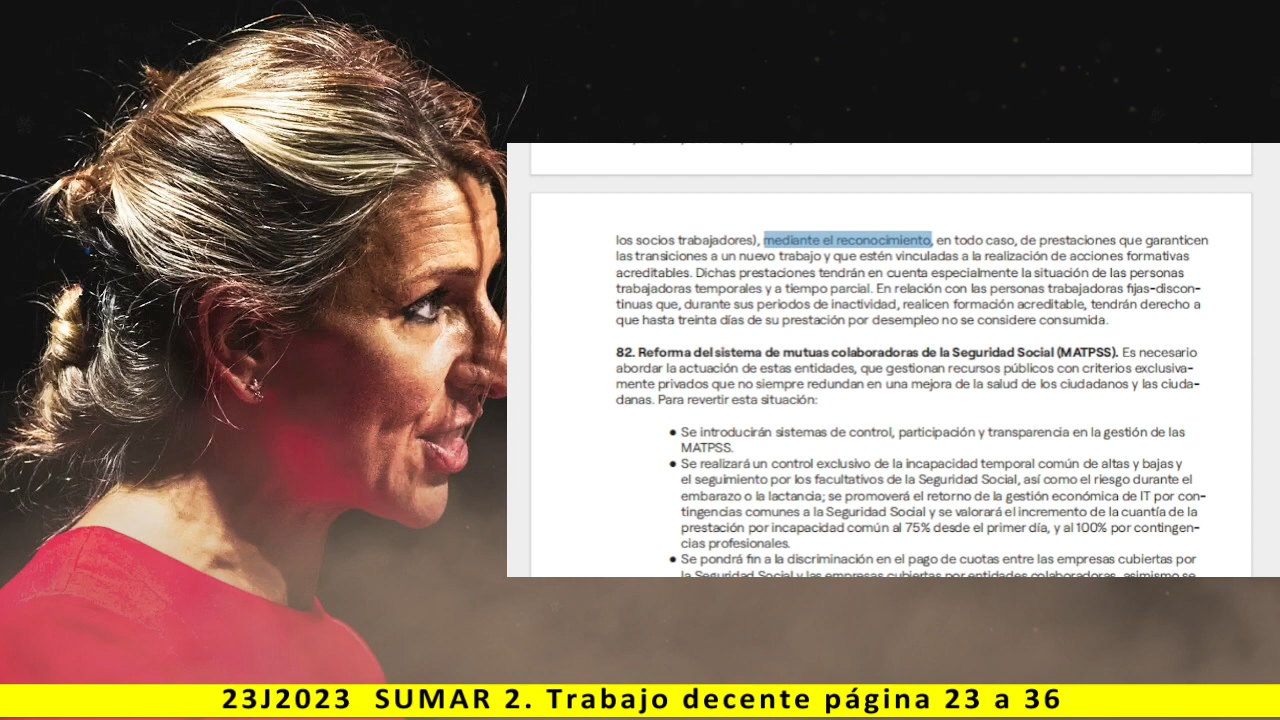 los socios trabajadores), mediante el reconocimiento, en todo caso, de prestaciones que garanticen
las transiciones a un nuevo trabajo y que estén vinculadas a la realización de acciones formativas
acreditables. Dichas prestaciones tendrán en cuenta especialmente la situación de las personas
trabajadoras temporales y a tiempo parcial. En relación con las personas trabajadoras fijas-discon-
tinuas que, durante sus periodos de inactividad, realicen formación acreditable, tendrán derecho a
que hasta treinta días de su prestación por desempleo no se considere consumida.
82. Reforma del sistema de mutuas colaboradoras de la Seguridad Social (MATPSS). Es necesario
abordar la actuación de estas entidades, que gestionan recursos públicos con criterios exclusiva-
mente privados que no siempre redundan en una mejora de la salud de los ciudadanos y las ciuda-
danas. Para revertir esta situación:
● Se introducirán sistemas de control, participación y transparencia en la gestión de las
MATPSS.
● Se realizará un control exclusivo de la incapacidad temporal común de altas y bajas y
el seguimiento por los facultativos de la Seguridad Social, así como el riesgo durante el
embarazo o la lactancia; se promoverá el retorno de la gestión económica de IT por con-
tingencias comunes a la Seguridad Social y se valorará el incremento de la cuantía de la
prestación por incapacidad común al 75% desde el primer día, y al 100% por contingen-
cias profesionales.
● Se pondrá fin a la discriminación en el pago de cuotas entre las empresas cubiertas por
la Seguridad Social y las empresas cubiertas por entidades colaboradoras, asimismo se
23J2023 SUMAR 2. Trabajo decente página 23 a 36